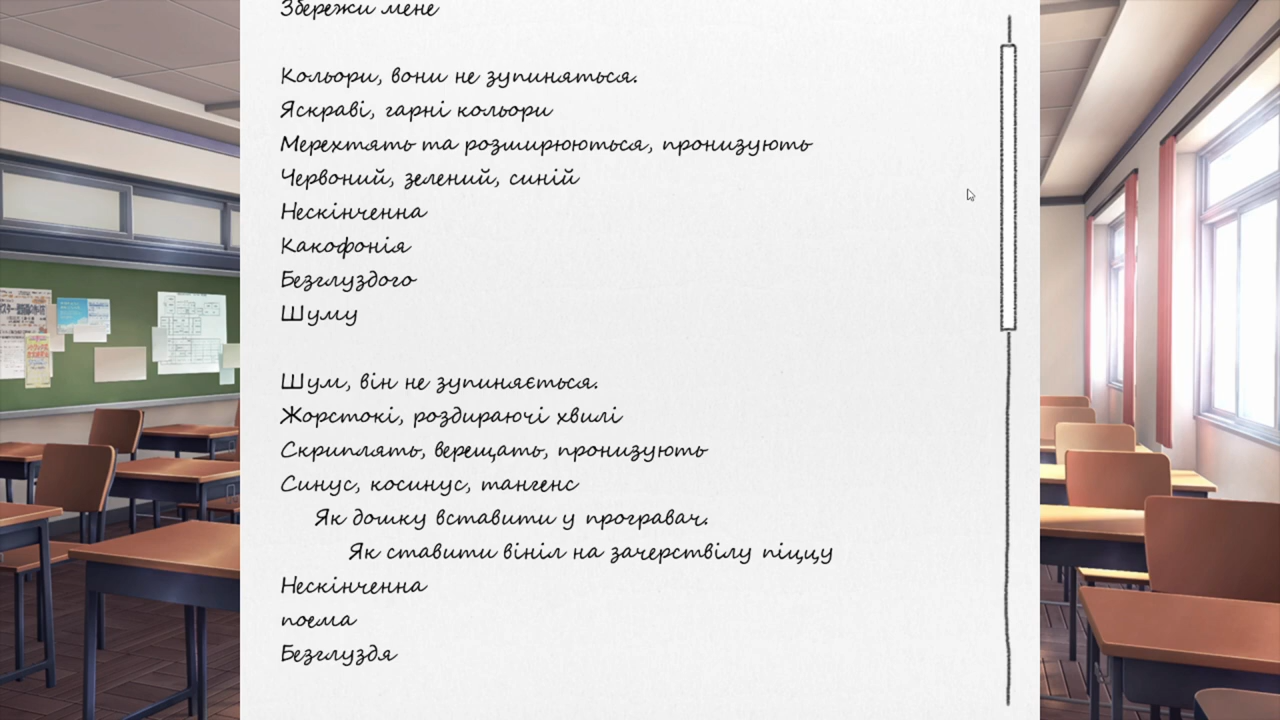 Збережи мене
Кольори, вони не зупиняться.
Яскраві, гарні кольори
Мерехтять та розширюються, пронизують
Червоний, зелений, синій
Нескінченна
Какофонія
Безглуздого
Шуму
Шум, він не зупиняється.
Жорстокі, роздираючі хвилі
Скриплять, верещать, пронизують
Синус, косинус, тангенс
Як дошку вставити у програвач.
Як ставити вініл на зачерствілу піццу
Нескінченна
поема
Безглуздя